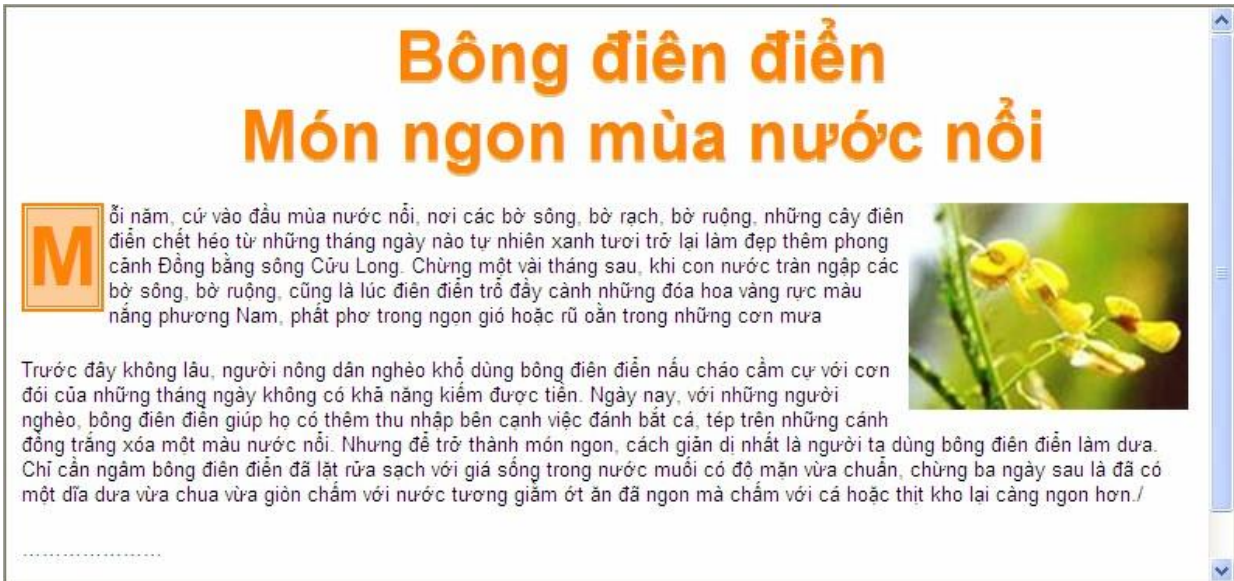 Bông điên điển
Món ngon mùa nước nổi
Mỗi năm, cứ vào đầu mùa nước nổi, nơi các bờ sông, bờ rạch, bờ ruộng, những cây điên
điển chết héo từ những tháng ngày nào tự nhiên xanh tươi trở lại làm đẹp thêm phong
cảnh Đồng bằng sông Cửu Long. Chừng một vài tháng sau, khi con nước tràn ngập các
bờ sông, bờ ruộng, cũng là lúc điên điển trổ đầy cành những đóa hoa vàng rực màu
nắng phương Nam, phất phơ trong ngọn gió hoặc rũ oằn trong những cơn mưa
Trước đây không lâu, người nông dân nghèo khổ dùng bông điên điển nấu cháo cầm cự với cơn
đói của những tháng ngày không có khả năng kiếm được tiền. Ngày nay, với những người
nghèo, bông điên điển giúp họ có thêm thu nhập bên cạnh việc đánh bắt cá, tép trên những cánh
đồng trắng xóa một màu nước nổi. Nhưng để trở thành món ngon, cách giản dị nhất là người ta dùng bông điên điển làm dưa.
Chỉ cần ngâm bông điên điển đã lặt rửa sạch với giá sống trong nước muối có độ mặn vừa chuẩn, chừng ba ngày sau là đã có
một dĩa dưa vừa chua vừa giòn chấm với nước tương giằm ớt ăn đã ngon mà chấm với cá hoặc thịt kho lại càng ngon hơn./
…………………